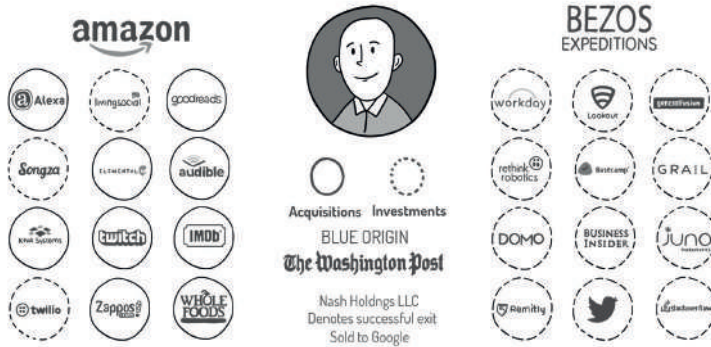 amazon
BEZOS
EXPEDITIONS
Alexa
livingsocial
goodreads
workday
Lookout
Songza
ELEMENTAL
audible
rethink
robotics
Basecamp
GRAIL
Acquisitions
Investments
Kiva Systems
twitch
IMDb
BLUE ORIGIN
The Washington Post
DOMO
BUSINESS
INSIDER
juno
twilio
Zappos
WHOLE
FOODS
Nash Holdngs LLC
Denotes successful exit
Sold to Google
Remitly